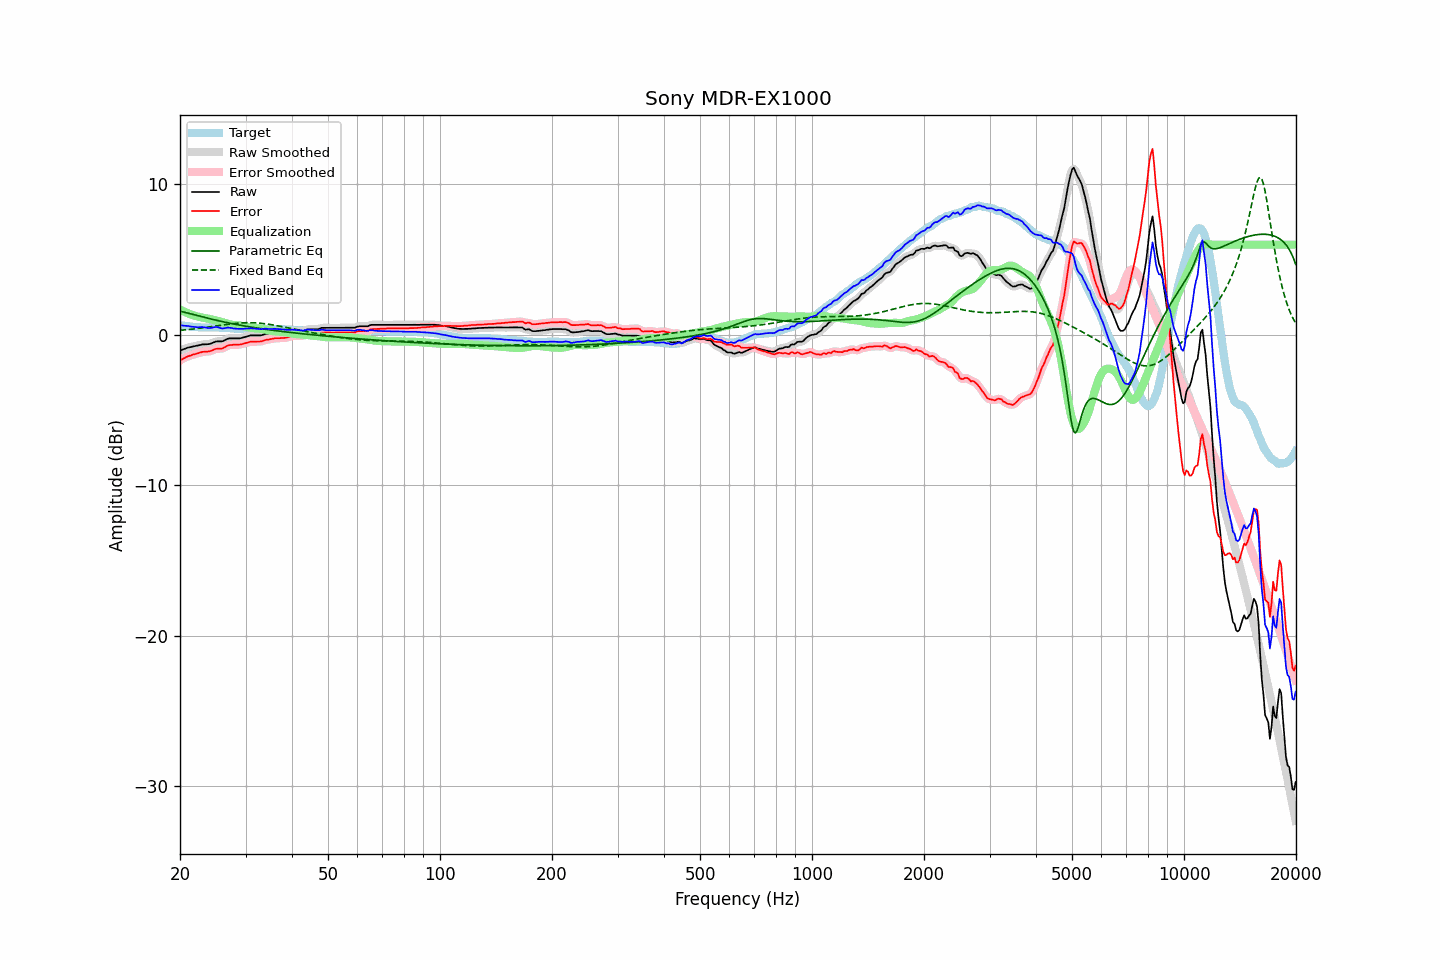 Sony MDR-EX1000
Target
Raw Smoothed
Error Smoothed
Raw
Error
Equalization
Parametric Eq
Fixed Band Eq
Equalized
10
0
−10
−20
−30
Amplitude (dBr)
20
50
100
200
500
1000
2000
5000
10000
20000
Frequency (Hz)